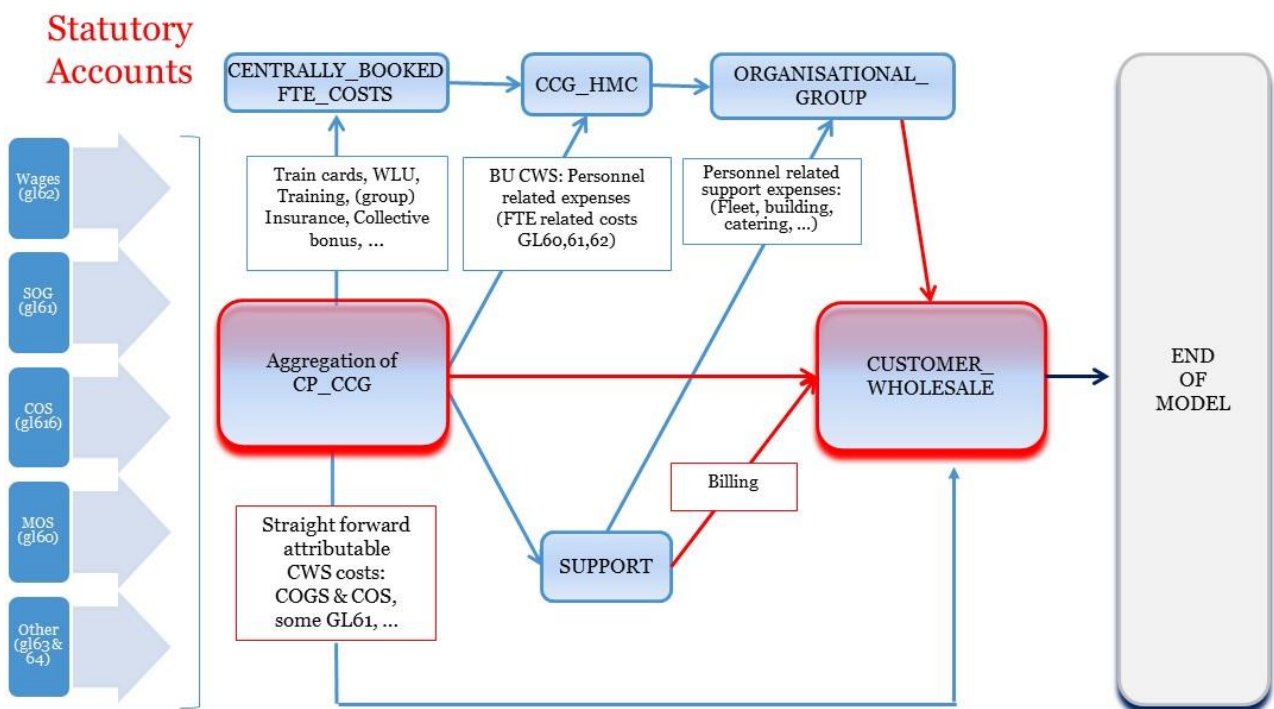 Statutory
Accounts
CENTRALLY_BOOKED
FTE_COSTS
CCG_HMC
ORGANISATIONAL_
GROUP
Wages
(gl62)
SOG
(gl61)
COS
(gl616)
MOS
(gl60)
Other
(gl63&
64)
Train cards, WLU,
Training, (group)
Insurance, Collective
bonus, ...
BU CWS: Personnel
related expenses
(FTE related costs
GL60,61,62)
Personnel related
support expenses:
(Fleet, building,
catering, ...)
Aggregation of
CP_CCG
CUSTOMER_
WHOLESALE
END
OF
MODEL
Billing
Straight forward
attributable
CWS costs:
COGS & COS,
some GL61, ...
SUPPORT